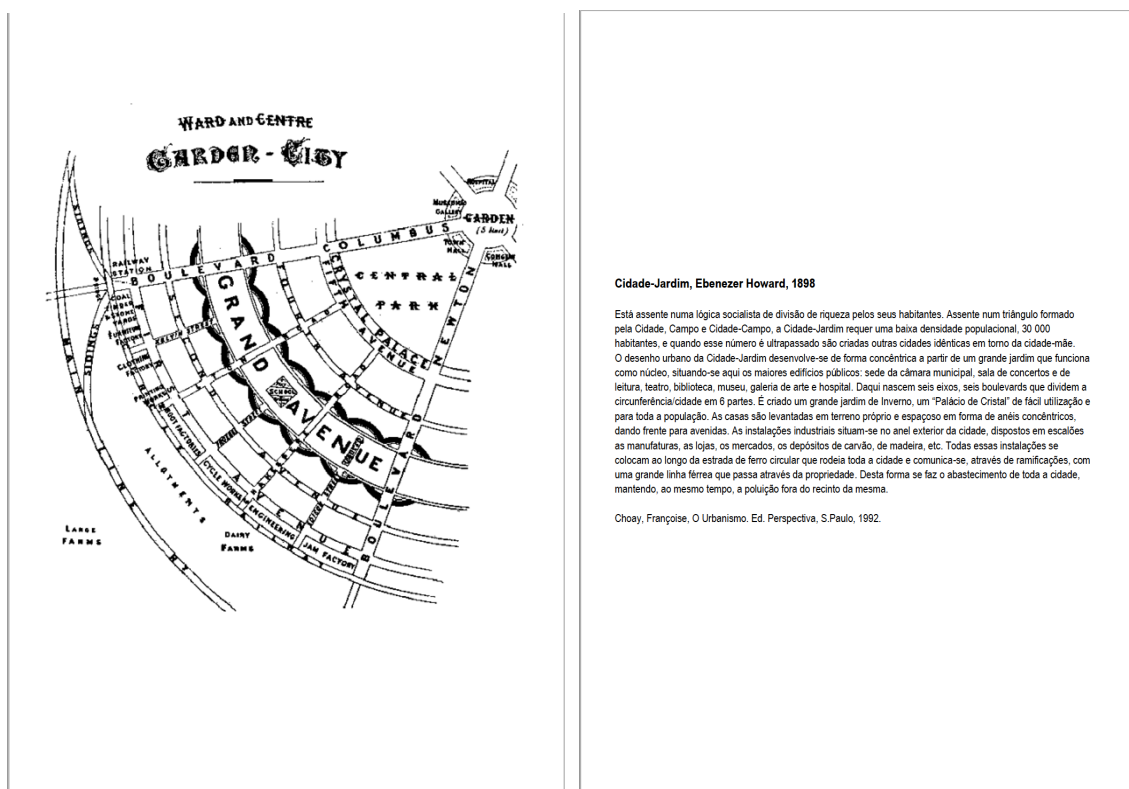 WARD AND CENTRE
GARDEN - CITY
HOSPITAL
GALLERY
GARDEN
TOWN HALL
HALL
BOULEVARD COLUMBUS
RAILWAY STATION
SIDINGS
CENTRAL
PARK
CRYSTAL PALACE
FIFTH AVENUE
BOULEVARD NEWTON
GRAND AVENUE
SCHOOL
CHURCH
KELVIN STREET
COAL
FURNITURE FACTORY
CLOTHING FACTORY
PRINTING WORKS
BOOT FACTORIES
CYCLE WORKS
ENGINEERING
JAM FACTORY
SIDINGS
MAIN LINE RY
ALLOTMENTS
LARGE FARMS
DAIRY FARMS
Cidade-Jardim, Ebenezer Howard, 1898
Está assente numa lógica socialista de divisão de riqueza pelos seus habitantes. Assente num triângulo formado
pela Cidade, Campo e Cidade-Campo, a Cidade-Jardim requer uma baixa densidade populacional, 30 000
habitantes, e quando esse número é ultrapassado são criadas outras cidades idênticas em torno da cidade-mãe.
O desenho urbano da Cidade-Jardim desenvolve-se de forma concêntrica a partir de um grande jardim que funciona
como núcleo, situando-se aqui os maiores edifícios públicos: sede da câmara municipal, sala de concertos e de
leitura, teatro, biblioteca, museu, galeria de arte e hospital. Daqui nascem seis eixos, seis boulevards que dividem a
circunferência/cidade em 6 partes. É criado um grande jardim de Inverno, um “Palácio de Cristal” de fácil utilização e
para toda a população. As casas são levantadas em terreno próprio e espaçoso em forma de anéis concêntricos,
dando frente para avenidas. As instalações industriais situam-se no anel exterior da cidade, dispostos em escalões
as manufaturas, as lojas, os mercados, os depósitos de carvão, de madeira, etc. Todas essas instalações se
colocam ao longo da estrada de ferro circular que rodeia toda a cidade e comunica-se, através de ramificações, com
uma grande linha férrea que passa através da propriedade. Desta forma se faz o abastecimento de toda a cidade,
mantendo, ao mesmo tempo, a poluição fora do recinto da mesma.
Choay, Françoise, O Urbanismo. Ed. Perspectiva, S.Paulo, 1992.